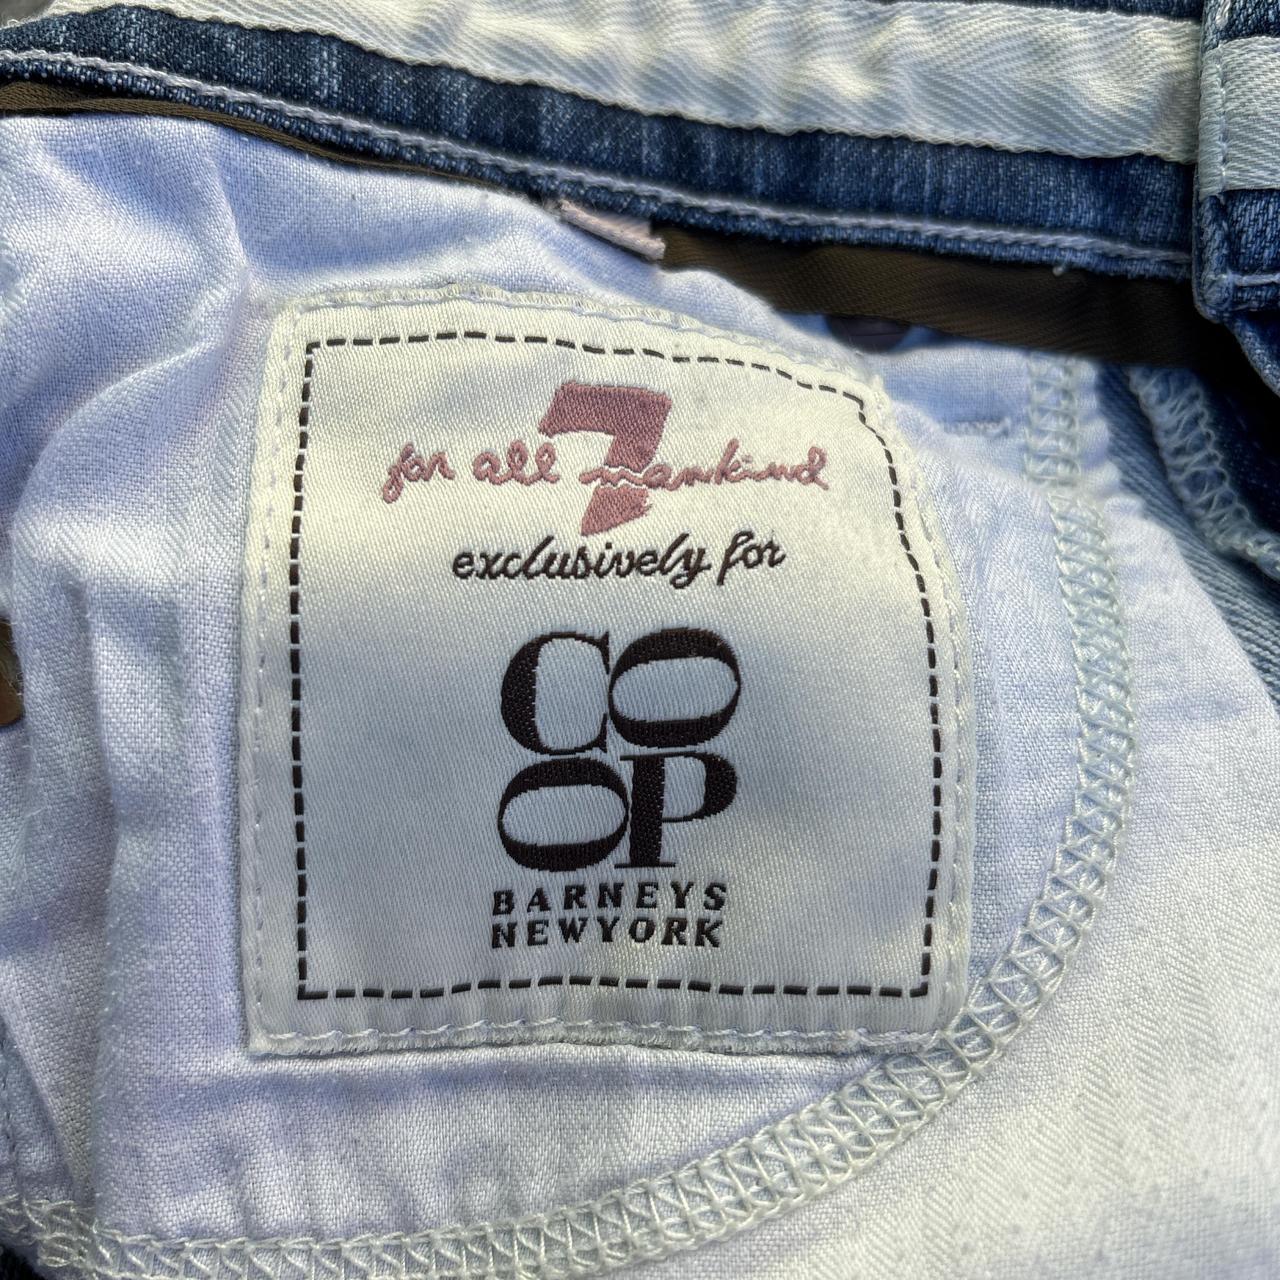 7
for all mankind
exclusively for
CO
OP
BARNEYS
NEWYORK